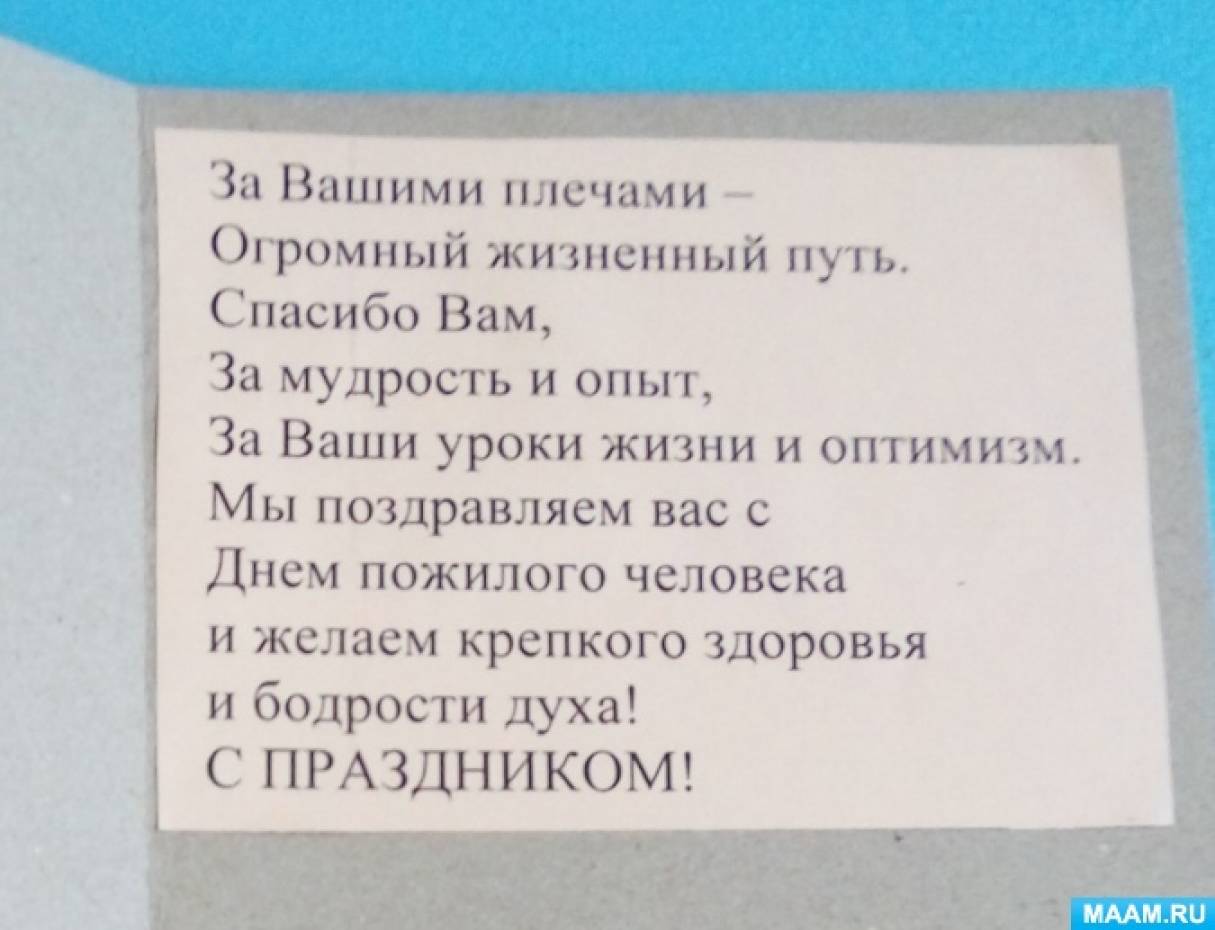 За Вашими плечами –
Огромный жизненный путь.
Спасибо Вам,
За мудрость и опыт,
За Ваши уроки жизни и оптимизм.
Мы поздравляем вас с
Днем пожилого человека
и желаем крепкого здоровья
и бодрости духа!
С ПРАЗДНИКОМ!
MAAM.RU